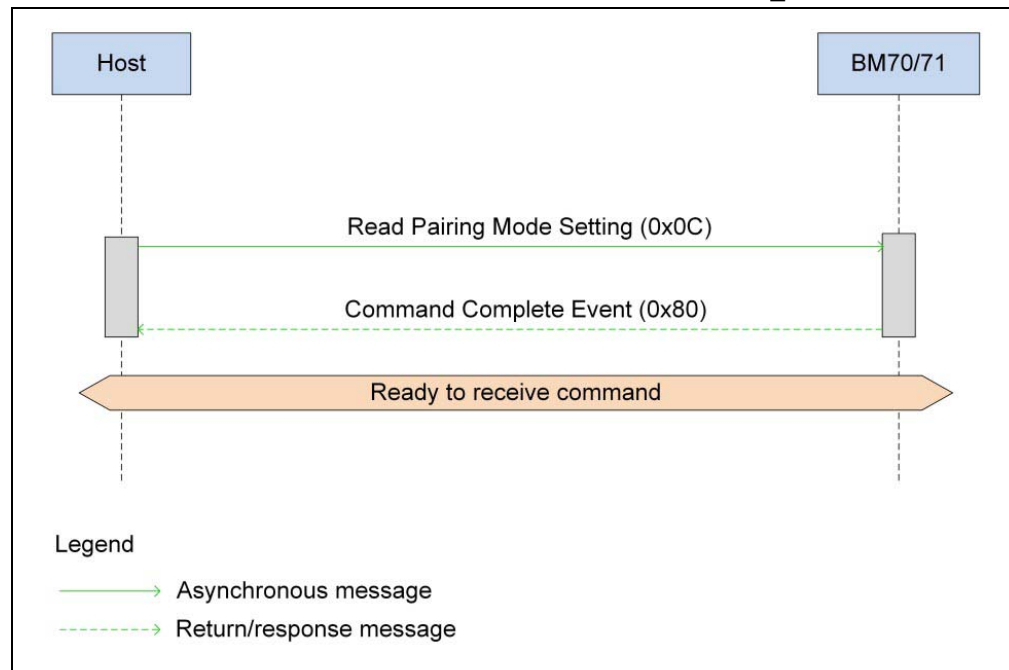 Host
BM70/71
Read Pairing Mode Setting (0x0C)
Command Complete Event (0x80)
Ready to receive command
Legend
Asynchronous message
Return/response message